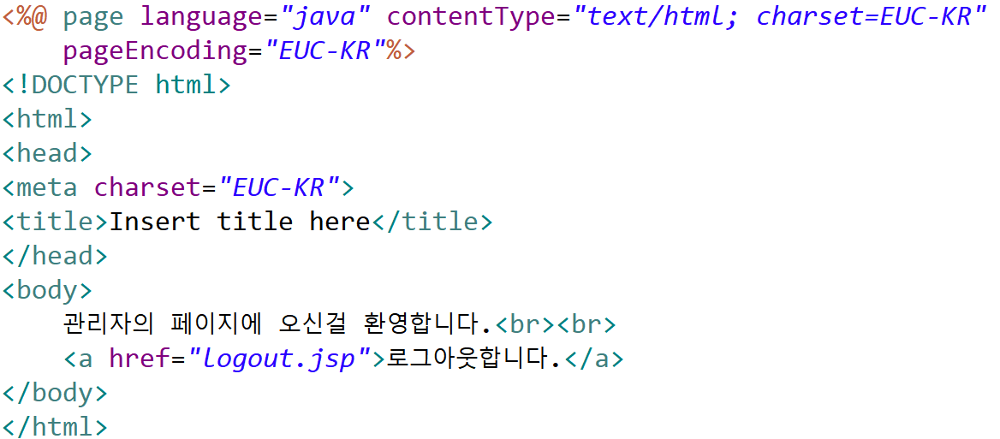 <%@ page language="java" contentType="text/html; charset=EUC-KR"
    pageEncoding="EUC-KR"%>
<!DOCTYPE html>
<html>
<head>
<meta charset="EUC-KR">
<title>Insert title here</title>
</head>
<body>
    관리자의 페이지에 오신걸 환영합니다.<br><br>
    <a href="logout.jsp">로그아웃합니다.</a>
</body>
</html>